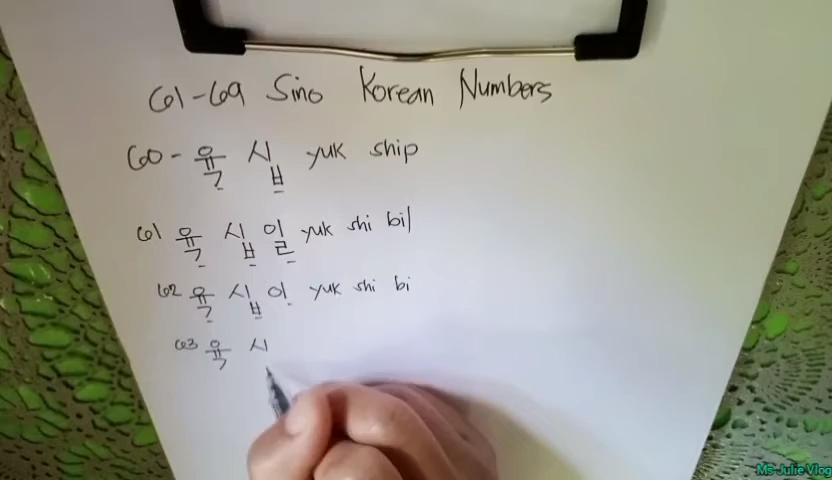 61-69 Sino Korean Numbers
60 - 육 십 yuk ship
61 육 십 일 yuk shi bil
62 육 십 이 yuk shi bi
63 육 시
Ms-Julie Vlog